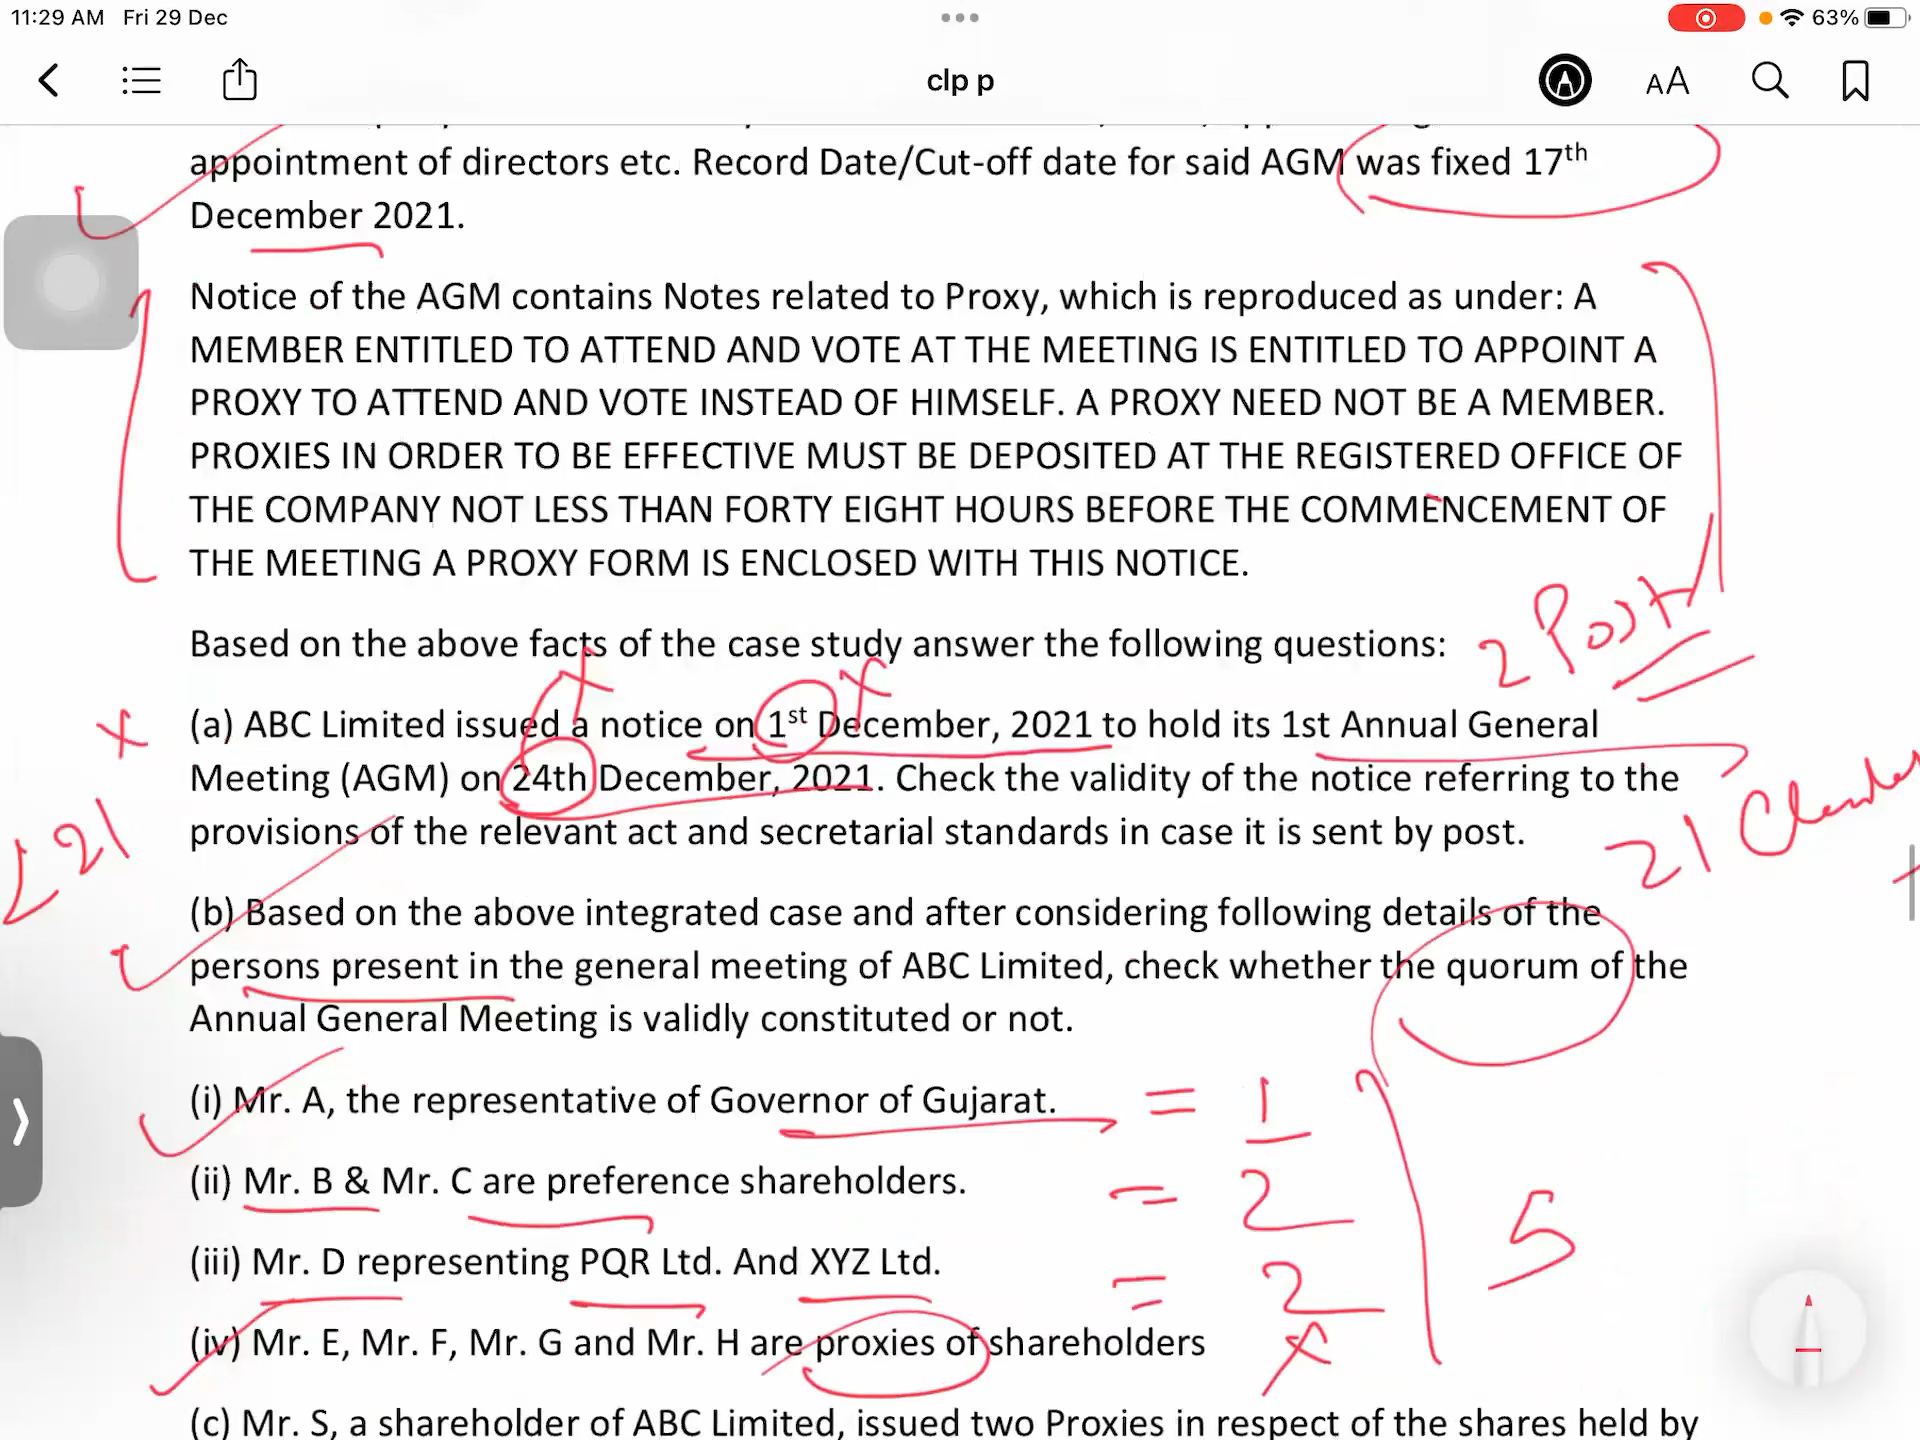 11:29 AM Fri 29 Dec
63%
clp p
AA
appointment of directors etc. Record Date/Cut-off date for said AGM was fixed 17th
December 2021.
Notice of the AGM contains Notes related to Proxy, which is reproduced as under: A
MEMBER ENTITLED TO ATTEND AND VOTE AT THE MEETING IS ENTITLED TO APPOINT A
PROXY TO ATTEND AND VOTE INSTEAD OF HIMSELF. A PROXY NEED NOT BE A MEMBER.
PROXIES IN ORDER TO BE EFFECTIVE MUST BE DEPOSITED AT THE REGISTERED OFFICE OF
THE COMPANY NOT LESS THAN FORTY EIGHT HOURS BEFORE THE COMMENCEMENT OF
THE MEETING A PROXY FORM IS ENCLOSED WITH THIS NOTICE.
2 Post
Based on the above facts of the case study answer the following questions:
(a) ABC Limited issued a notice on 1st December, 2021 to hold its 1st Annual General
Meeting (AGM) on 24th December, 2021. Check the validity of the notice referring to the
provisions of the relevant act and secretarial standards in case it is sent by post.
< 21
21
(b) Based on the above integrated case and after considering following details of the
persons present in the general meeting of ABC Limited, check whether the quorum of the
Annual General Meeting is validly constituted or not.
(i) Mr. A, the representative of Governor of Gujarat. = 1
(ii) Mr. B & Mr. C are preference shareholders. = 2
5
(iii) Mr. D representing PQR Ltd. And XYZ Ltd. = 2
(iv) Mr. E, Mr. F, Mr. G and Mr. H are proxies of shareholders x
(c) Mr. S, a shareholder of ABC Limited, issued two Proxies in respect of the shares held by